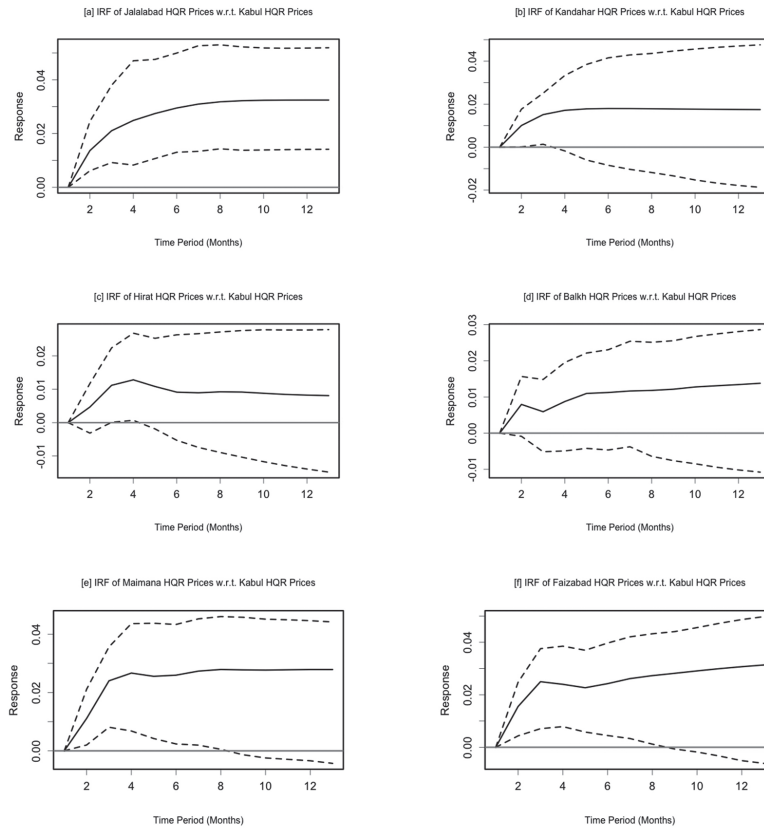 [a] IRF of Jalalabad HQR Prices w.r.t. Kabul HQR Prices
Response
0.00
0.02
0.04
2 4 6 8 10 12
Time Period (Months)
[b] IRF of Kandahar HQR Prices w.r.t. Kabul HQR Prices
Response
-0.02
0.00
0.02
0.04
2 4 6 8 10 12
Time Period (Months)
[c] IRF of Hirat HQR Prices w.r.t. Kabul HQR Prices
Response
-0.01
0.00
0.01
0.02
2 4 6 8 10 12
Time Period (Months)
[d] IRF of Balkh HQR Prices w.r.t. Kabul HQR Prices
Response
-0.01
0.00
0.01
0.02
0.03
2 4 6 8 10 12
Time Period (Months)
[e] IRF of Maimana HQR Prices w.r.t. Kabul HQR Prices
Response
0.00
0.02
0.04
2 4 6 8 10 12
Time Period (Months)
[f] IRF of Faizabad HQR Prices w.r.t. Kabul HQR Prices
Response
0.00
0.02
0.04
2 4 6 8 10 12
Time Period (Months)